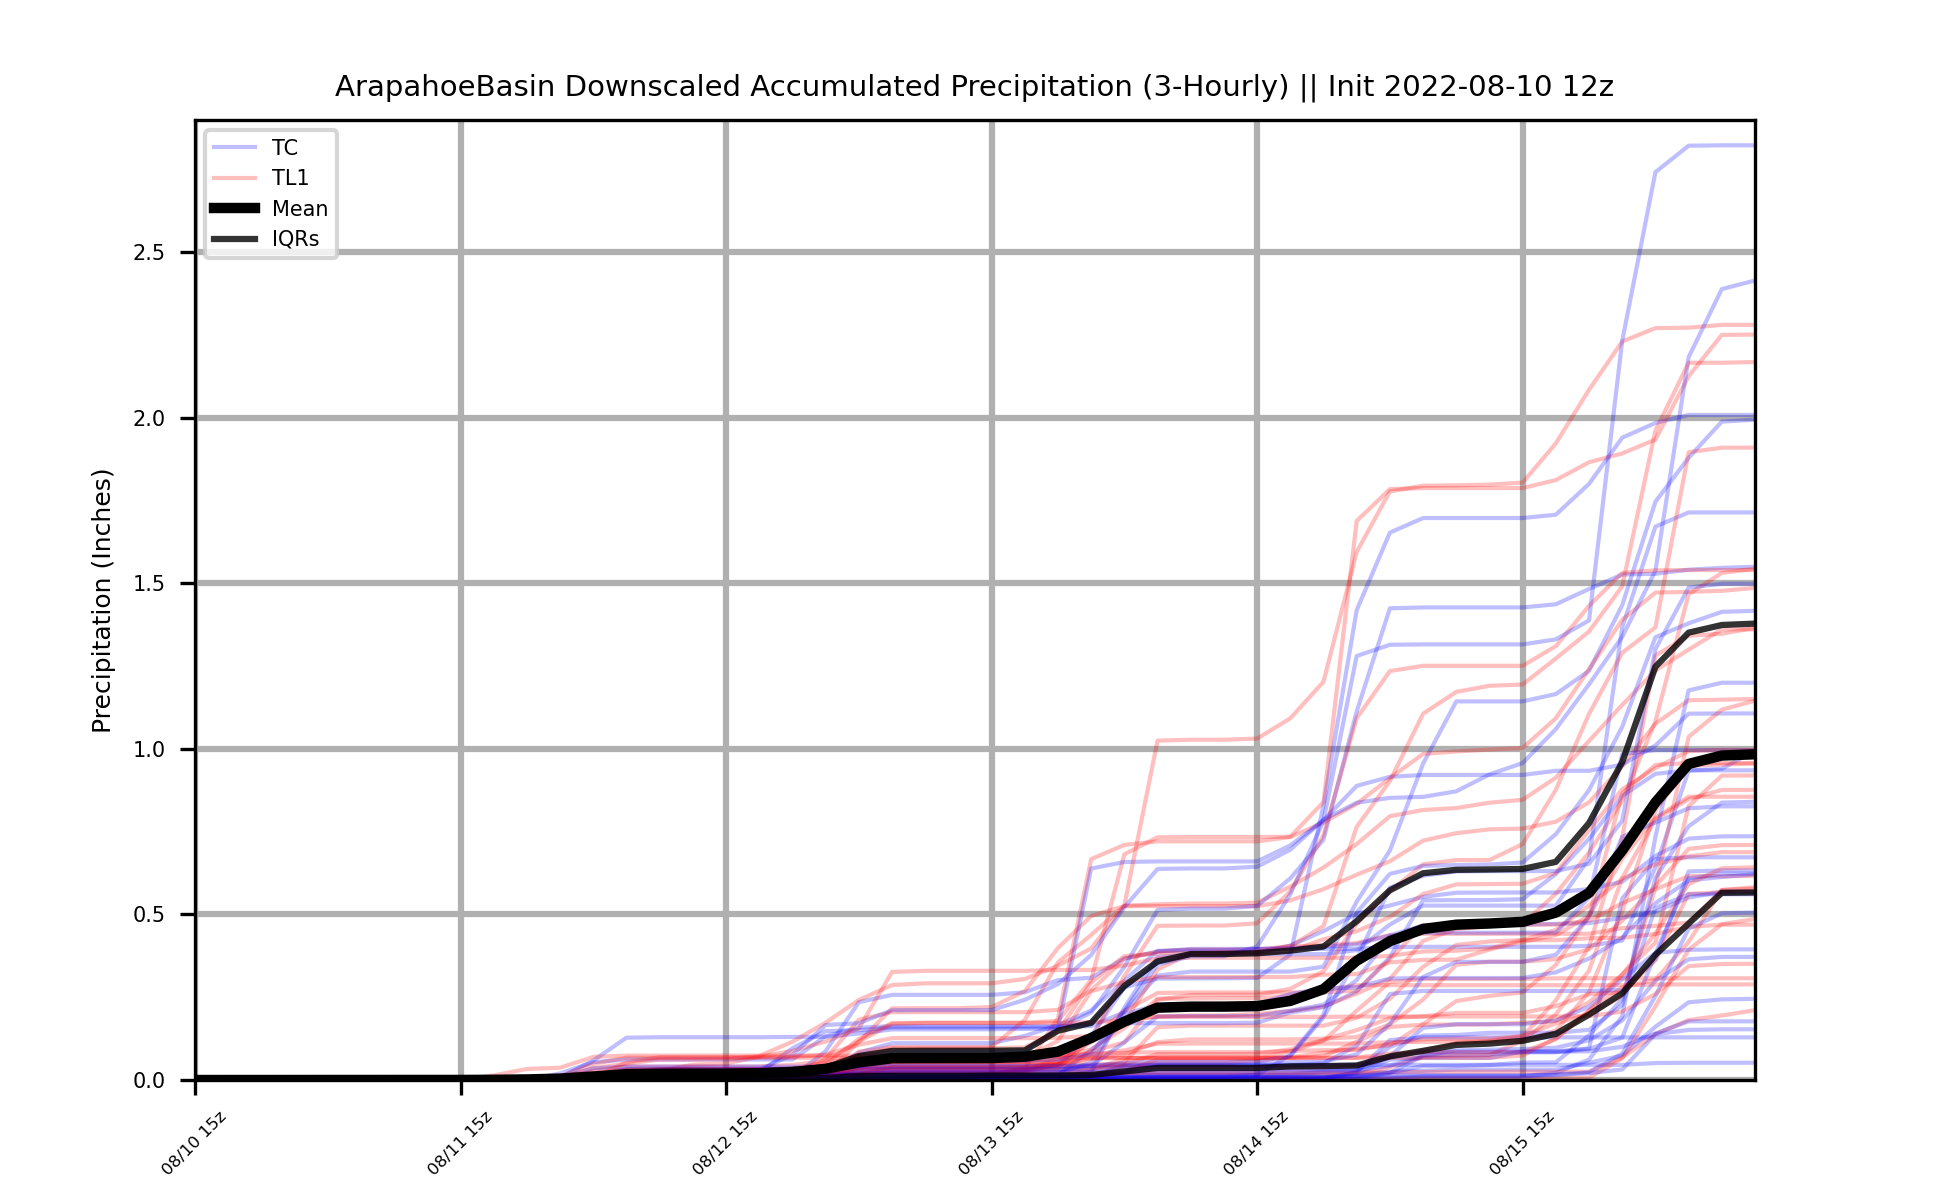 ArapahoeBasin Downscaled Accumulated Precipitation (3-Hourly) || Init 2022-08-10 12z
TC
TL1
Mean
IQRs
Precipitation (Inches)
2.5
2.0
1.5
1.0
0.5
0.0
08/10 15z
08/11 15z
08/12 15z
08/13 15z
08/14 15z
08/15 15z